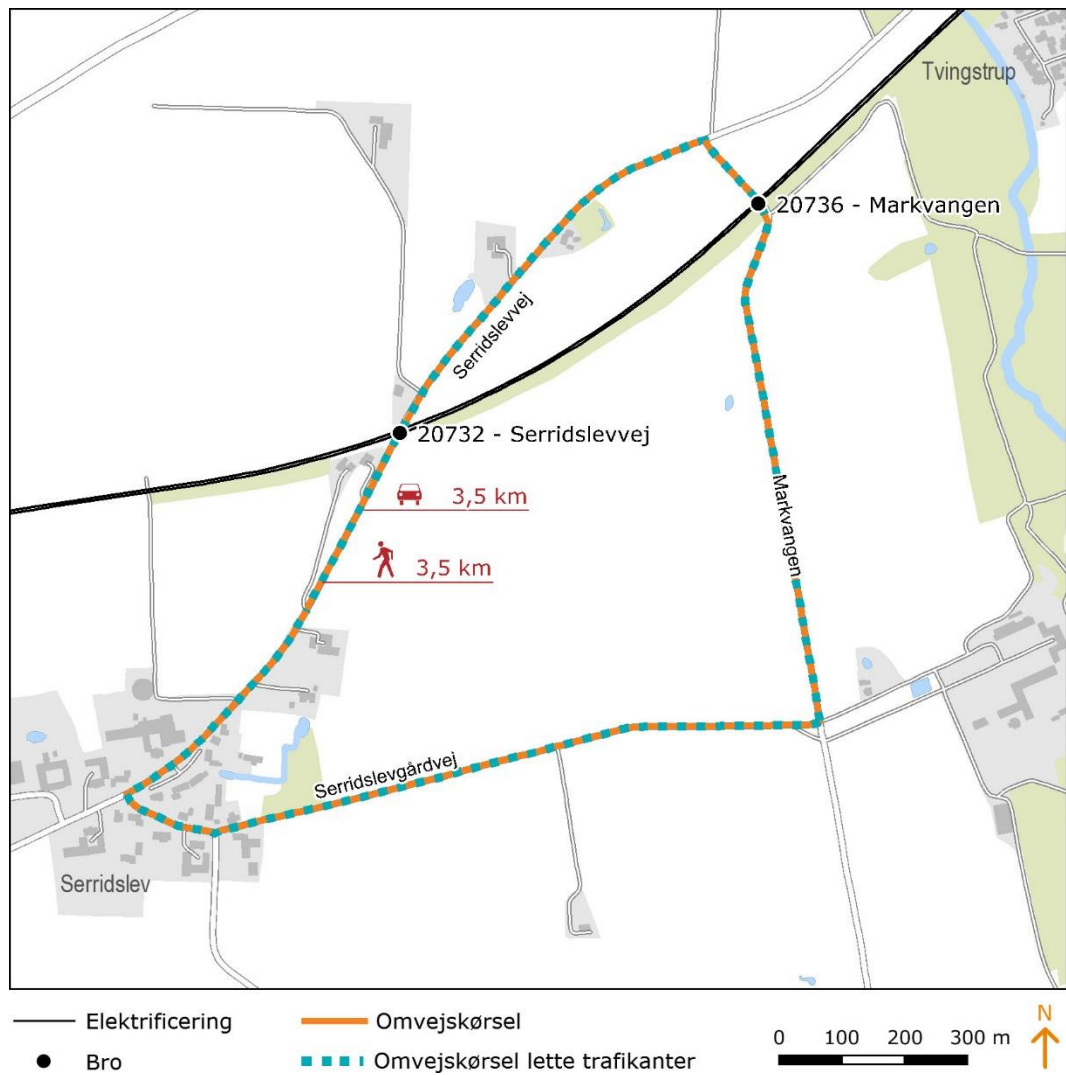 Tvingstrup
20736 - Markvangen
Serridslevvej
20732 - Serridslevvej
3,5 km
3,5 km
Markvangen
Serridslevgårdvej
Serridslev
Elektrificering
Omvejskørsel
0 100 200 300 m
N
Bro
Omvejskørsel lette trafikanter